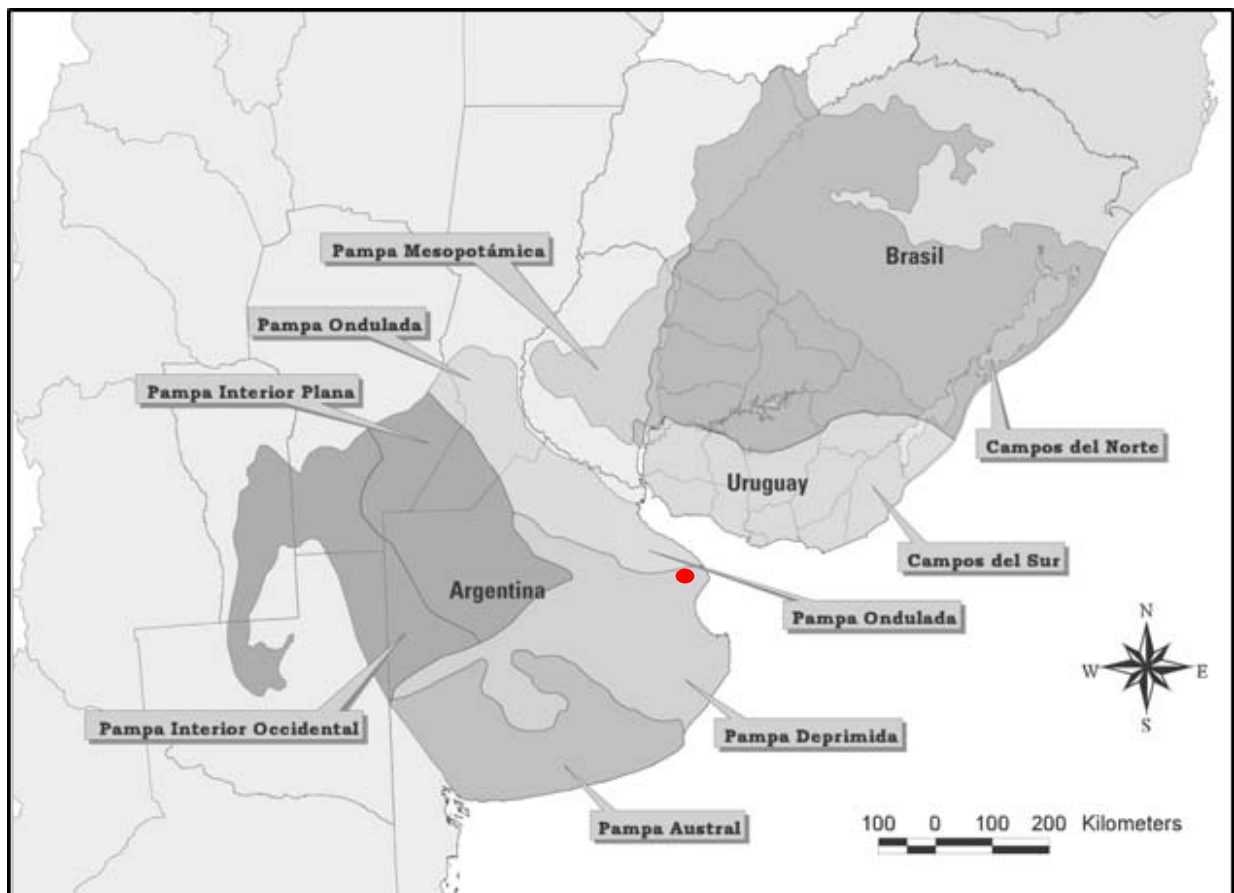 Pampa Mesopotámica
Brasil
Pampa Ondulada
Pampa Interior Plana
Campos del Norte
Uruguay
Campos del Sur
Argentina
Pampa Ondulada
N
W E
S
Pampa Interior Occidental
Pampa Deprimida
Pampa Austral
100 0 100 200 Kilometers